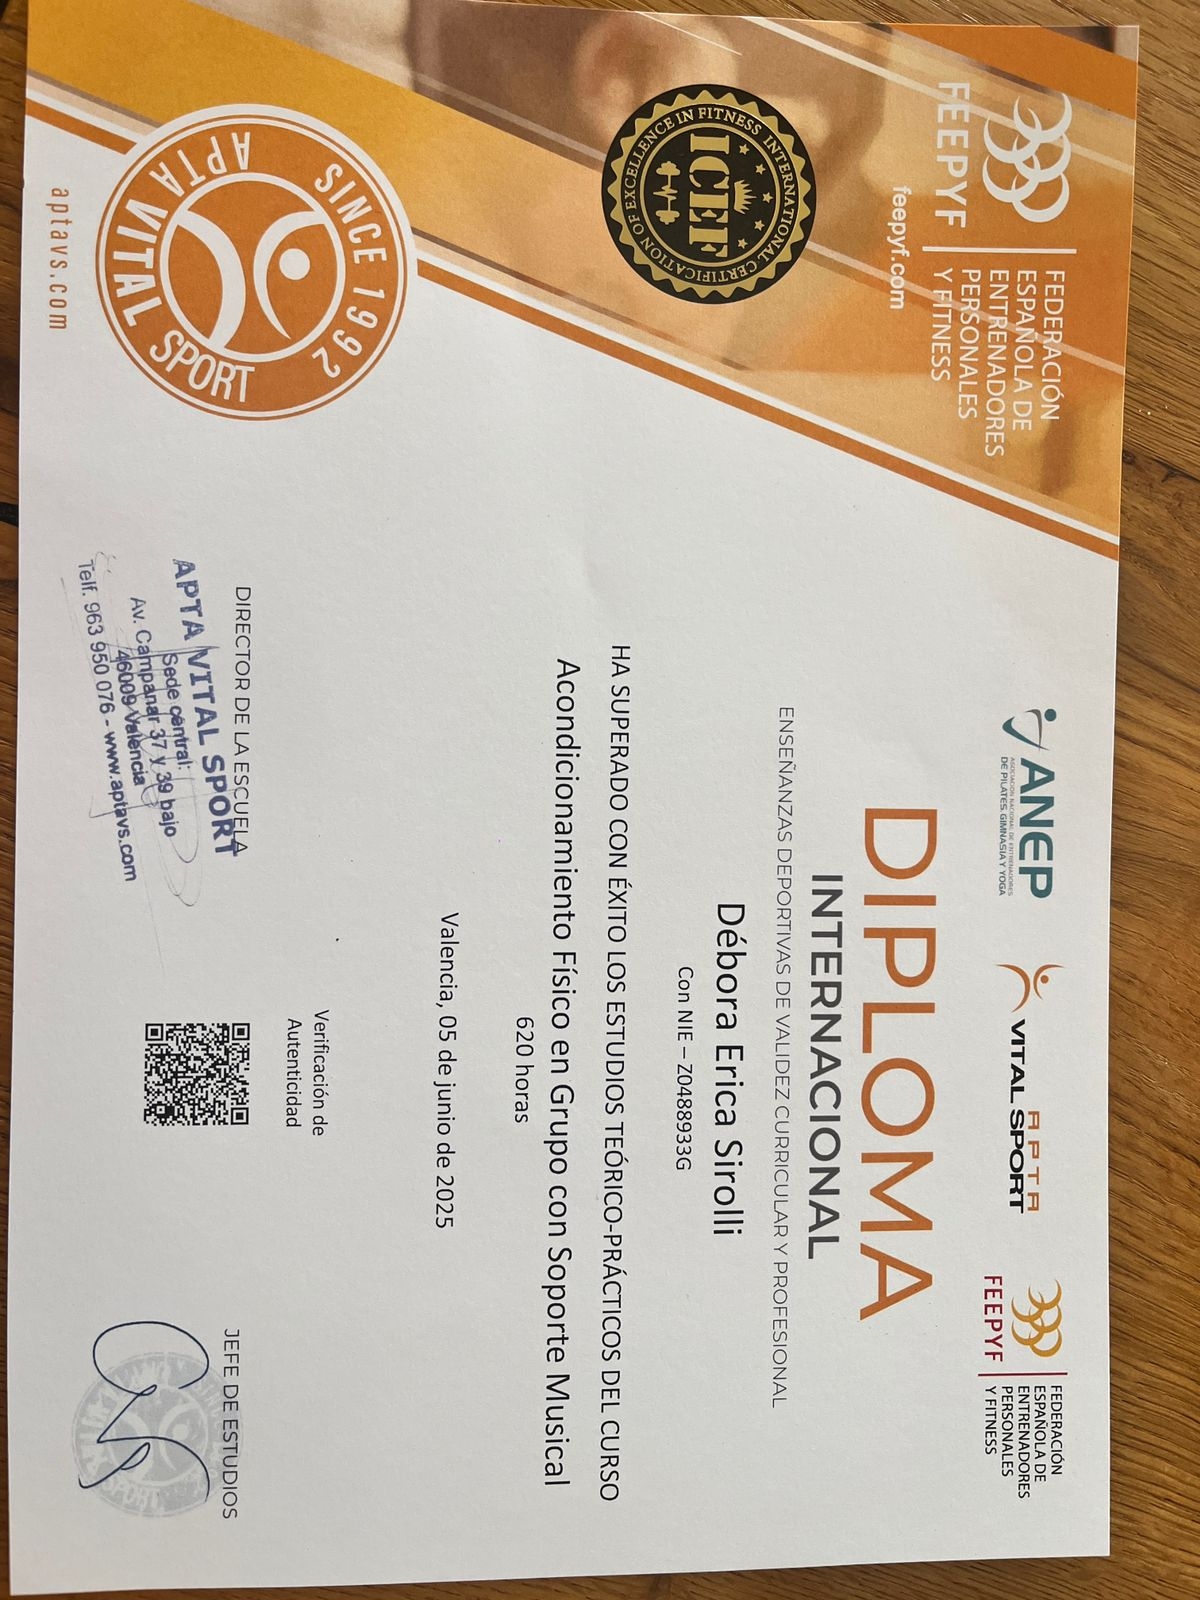 FEEPYF
feepyf.com
FEDERACIÓN
ESPAÑOLA DE
ENTRENADORES
PERSONALES
Y FITNESS
INTERNATIONAL CERTIFICATION OF EXCELLENCE IN FITNESS
ICEF
SINCE 1992
APTA VITAL SPORT
aptavs.com
ANEP
ASOCIACIÓN NACIONAL DE ENTRENADORES
DE PILATES, GIMNASIA Y YOGA
APTA
VITAL SPORT
FEEPYF
FEDERACIÓN
ESPAÑOLA DE
ENTRENADORES
PERSONALES
Y FITNESS
DIPLOMA
INTERNACIONAL
ENSEÑANZAS DEPORTIVAS DE VALIDEZ CURRICULAR Y PROFESIONAL
Débora Erica Sirolli
Con NIE – Z0488933G
HA SUPERADO CON ÉXITO LOS ESTUDIOS TEÓRICO-PRÁCTICOS DEL CURSO
Acondicionamiento Físico en Grupo con Soporte Musical
620 horas
Valencia, 05 de junio de 2025
DIRECTOR DE LA ESCUELA
APTA VITAL SPORT
Sede central:
Av. Campanar 37 y 39 bajo
46009 Valencia
Telf. 963 950 076 - www.aptavs.com
Verificación de
Autenticidad
JEFE DE ESTUDIOS